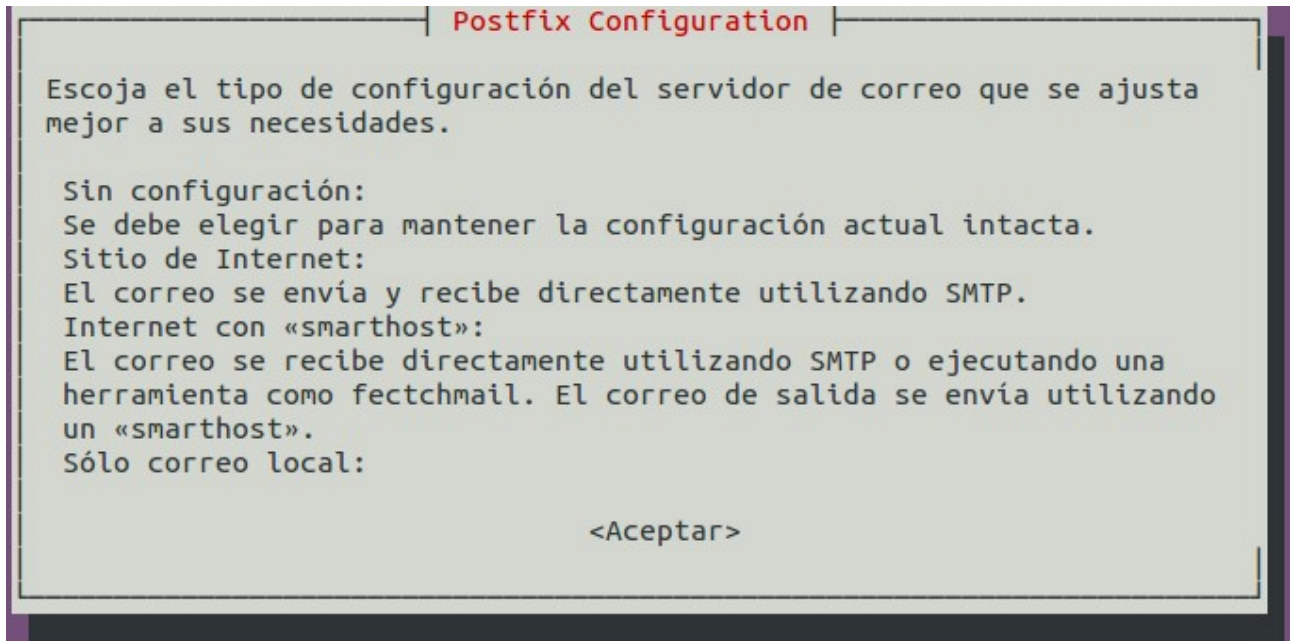 Postfix Configuration
Escoja el tipo de configuración del servidor de correo que se ajusta
mejor a sus necesidades.
Sin configuración:
Se debe elegir para mantener la configuración actual intacta.
Sitio de Internet:
El correo se envía y recibe directamente utilizando SMTP.
Internet con «smarthost»:
El correo se recibe directamente utilizando SMTP o ejecutando una
herramienta como fectchmail. El correo de salida se envía utilizando
un «smarthost».
Sólo correo local:
<Aceptar>